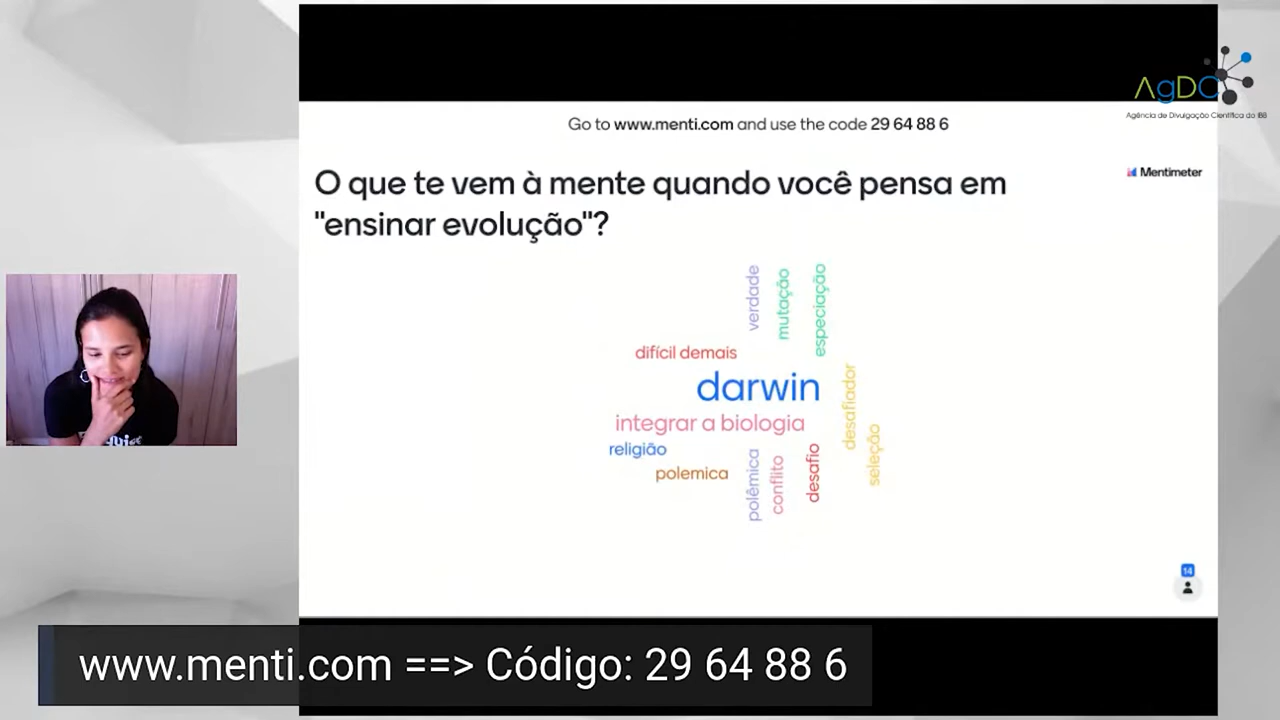 AgDC
Agência de Divulgação Científica do IBB
Go to www.menti.com and use the code 29 64 88 6
Mentimeter
O que te vem à mente quando você pensa em
"ensinar evolução"?
verdade
mutação
especiação
difícil demais
darwin
desafiador
integrar a biologia
seleção
religião
polemica
polêmica
conflito
desafio
14
www.menti.com ==> Código: 29 64 88 6